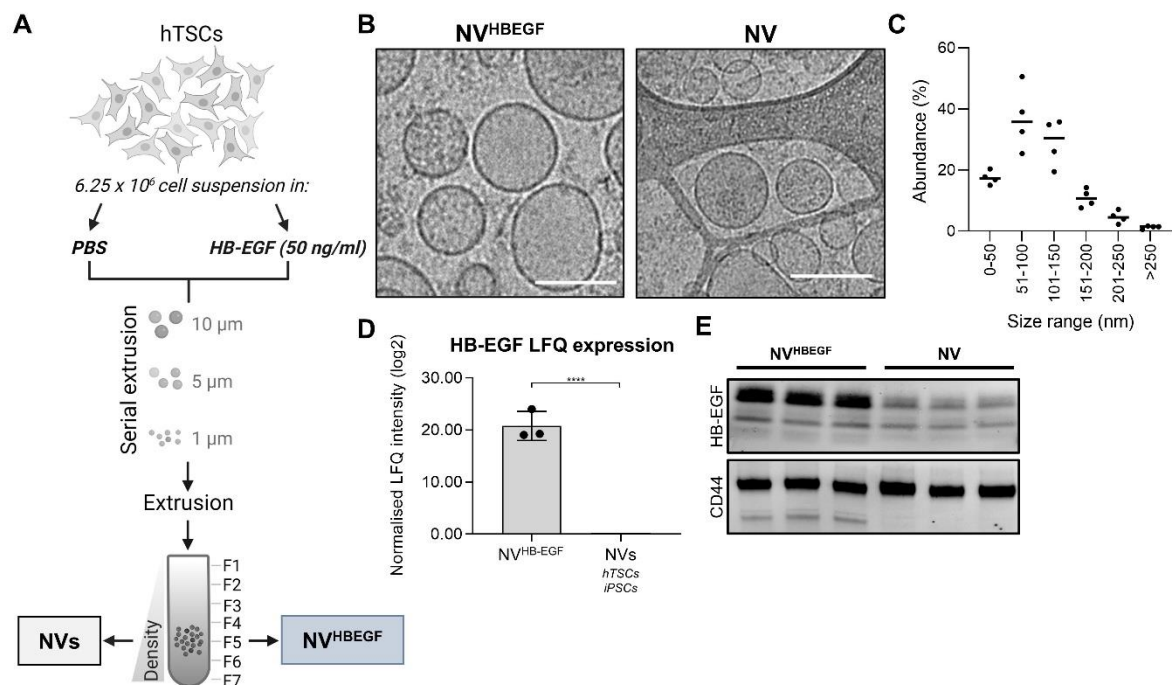 A
hTSCs
6.25 x 10⁶ cell suspension in:
PBS
HB-EGF (50 ng/ml)
Serial extrusion
10 µm
5 µm
1 µm
Extrusion
F1
F2
F3
F4
F5
F6
F7
Density
NVs
NVᴴᴮᴱᴳᶠ
B
NVᴴᴮᴱᴳᶠ
NV
C
Abundance (%)
60
40
20
0
0-50
51-100
101-150
151-200
201-250
>250
Size range (nm)
D
HB-EGF LFQ expression
Normalised LFQ intensity (log2)
30.00
20.00
10.00
0.00
****
NVᴴᴮ⁻ᴱᴳᶠ
NVs
hTSCs
iPSCs
E
NVᴴᴮᴱᴳᶠ
NV
HB-EGF
CD44